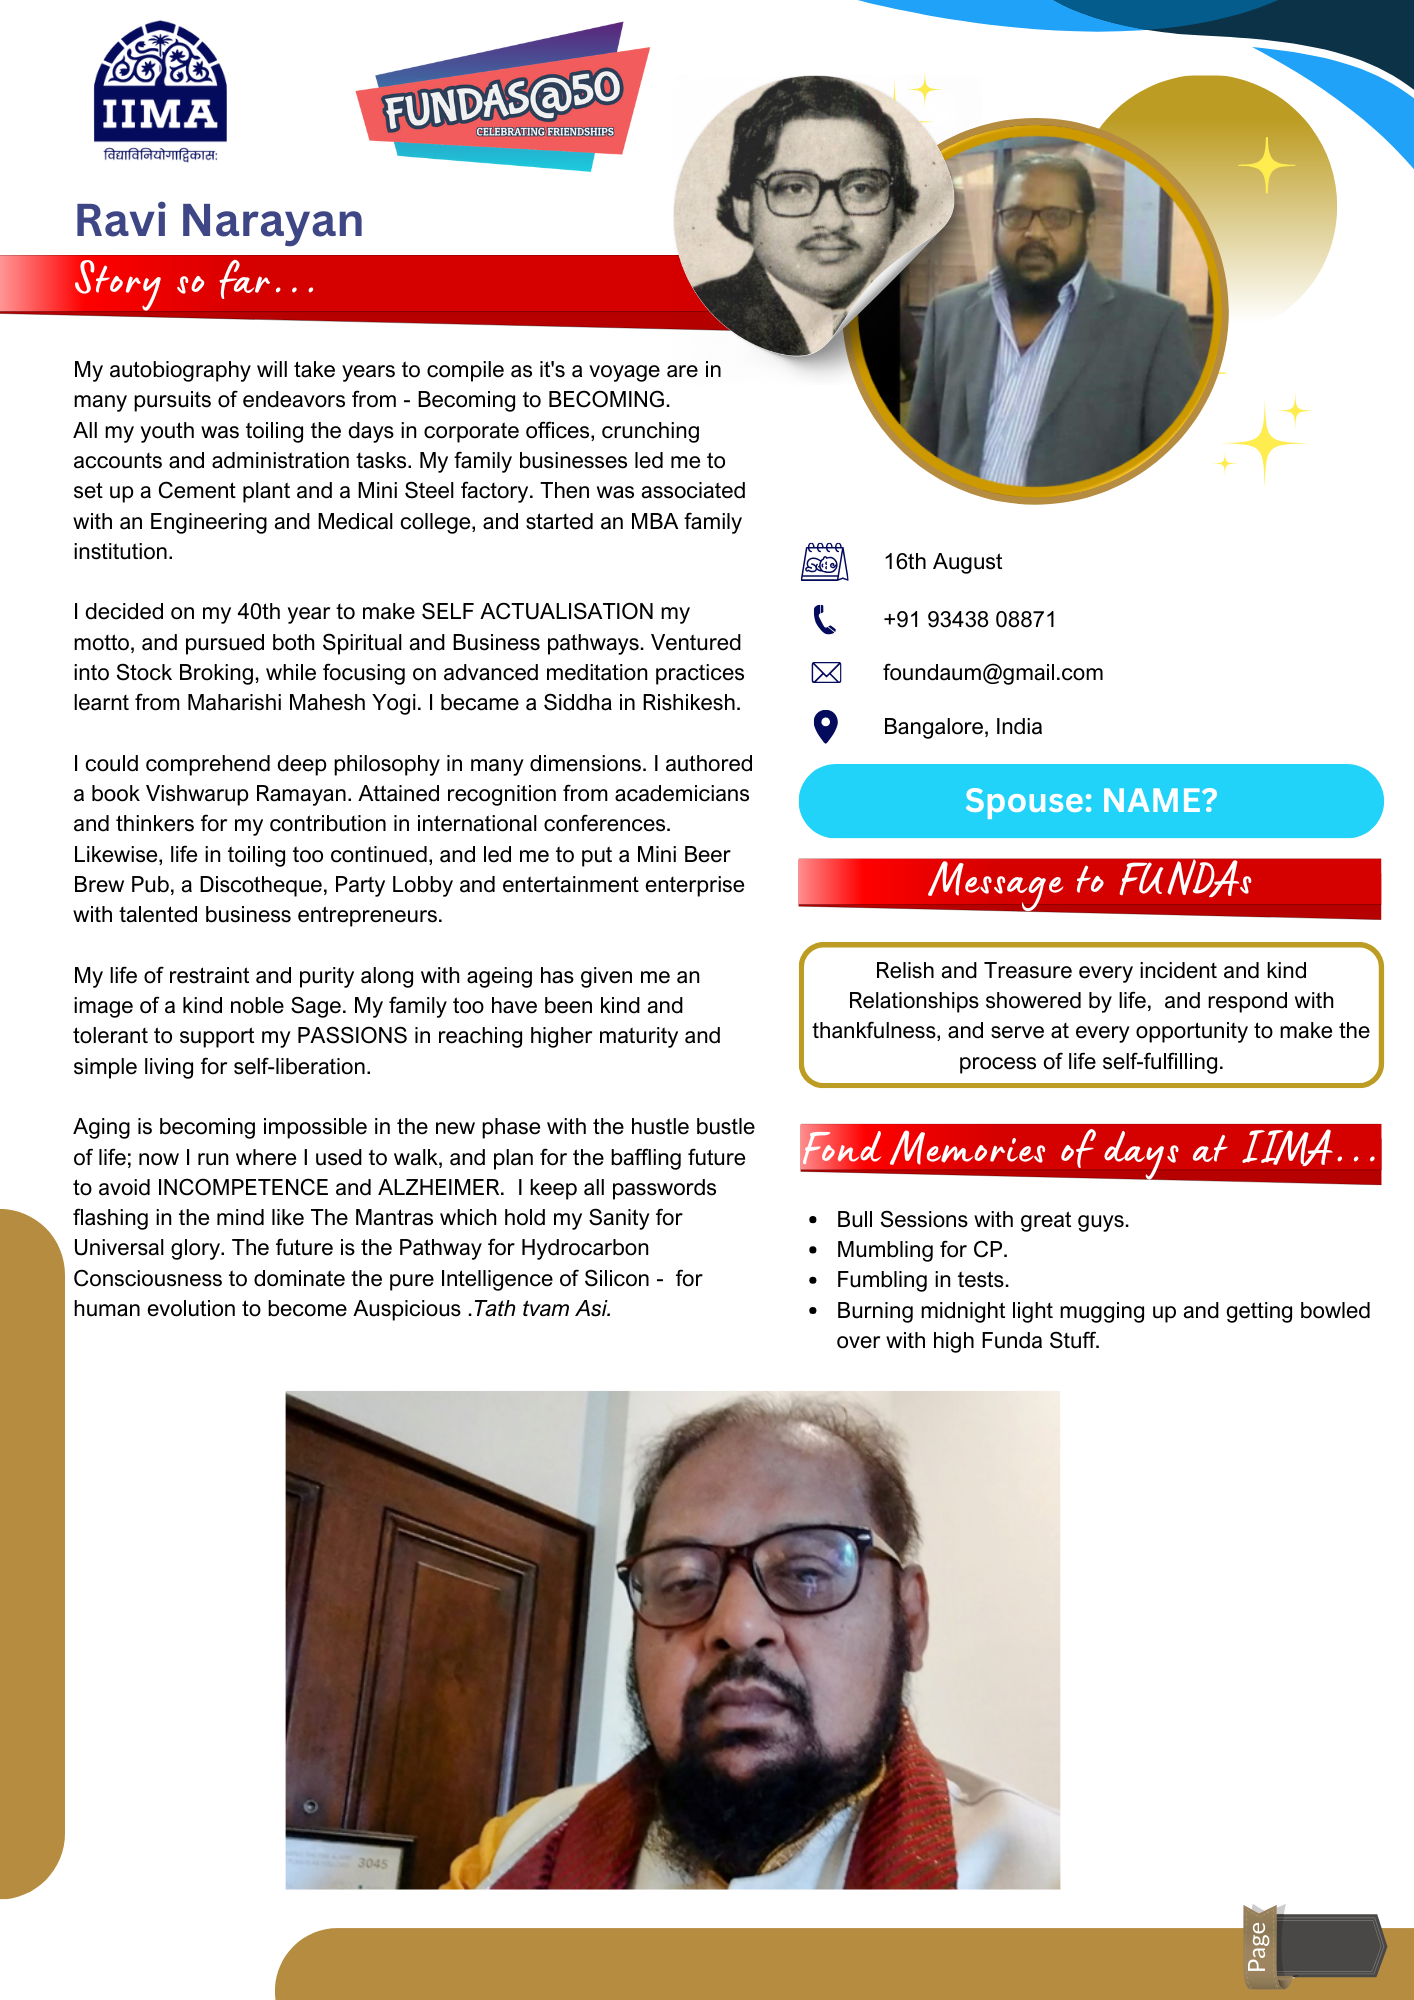 IIMA
विद्याविनियोगाद्विकास:
FUNDAS@50
CELEBRATING FRIENDSHIPS
Ravi Narayan
Story so far...
My autobiography will take years to compile as it's a voyage are in
many pursuits of endeavors from - Becoming to BECOMING.
All my youth was toiling the days in corporate offices, crunching
accounts and administration tasks. My family businesses led me to
set up a Cement plant and a Mini Steel factory. Then was associated
with an Engineering and Medical college, and started an MBA family
institution.
I decided on my 40th year to make SELF ACTUALISATION my
motto, and pursued both Spiritual and Business pathways. Ventured
into Stock Broking, while focusing on advanced meditation practices
learnt from Maharishi Mahesh Yogi. I became a Siddha in Rishikesh.
I could comprehend deep philosophy in many dimensions. I authored
a book Vishwarup Ramayan. Attained recognition from academicians
and thinkers for my contribution in international conferences.
Likewise, life in toiling too continued, and led me to put a Mini Beer
Brew Pub, a Discotheque, Party Lobby and entertainment enterprise
with talented business entrepreneurs.
My life of restraint and purity along with ageing has given me an
image of a kind noble Sage. My family too have been kind and
tolerant to support my PASSIONS in reaching higher maturity and
simple living for self-liberation.
Aging is becoming impossible in the new phase with the hustle bustle
of life; now I run where I used to walk, and plan for the baffling future
to avoid INCOMPETENCE and ALZHEIMER.  I keep all passwords
flashing in the mind like The Mantras which hold my Sanity for
Universal glory. The future is the Pathway for Hydrocarbon
Consciousness to dominate the pure Intelligence of Silicon -  for
human evolution to become Auspicious .Tath tvam Asi.
16th August
+91 93438 08871
foundaum@gmail.com
Bangalore, India
Spouse: NAME?
Message to FUNDAs
Relish and Treasure every incident and kind
Relationships showered by life,  and respond with
thankfulness, and serve at every opportunity to make the
process of life self-fulfilling.
Fond Memories of days at IIMA...
• Bull Sessions with great guys.
• Mumbling for CP.
• Fumbling in tests.
• Burning midnight light mugging up and getting bowled
over with high Funda Stuff.
3045
Page